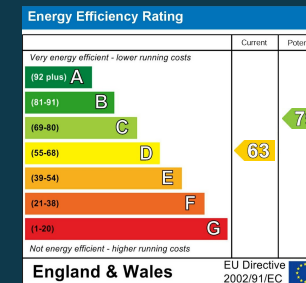 Energy Efficiency Rating
Current
Very energy efficient - lower running costs
(92 plus) A
(81-91) B
(69-80) C
(55-68) D
63
(39-54) E
(21-38) F
(1-20) G
Not energy efficient - higher running costs
England & Wales
EU Directive
2002/91/EC